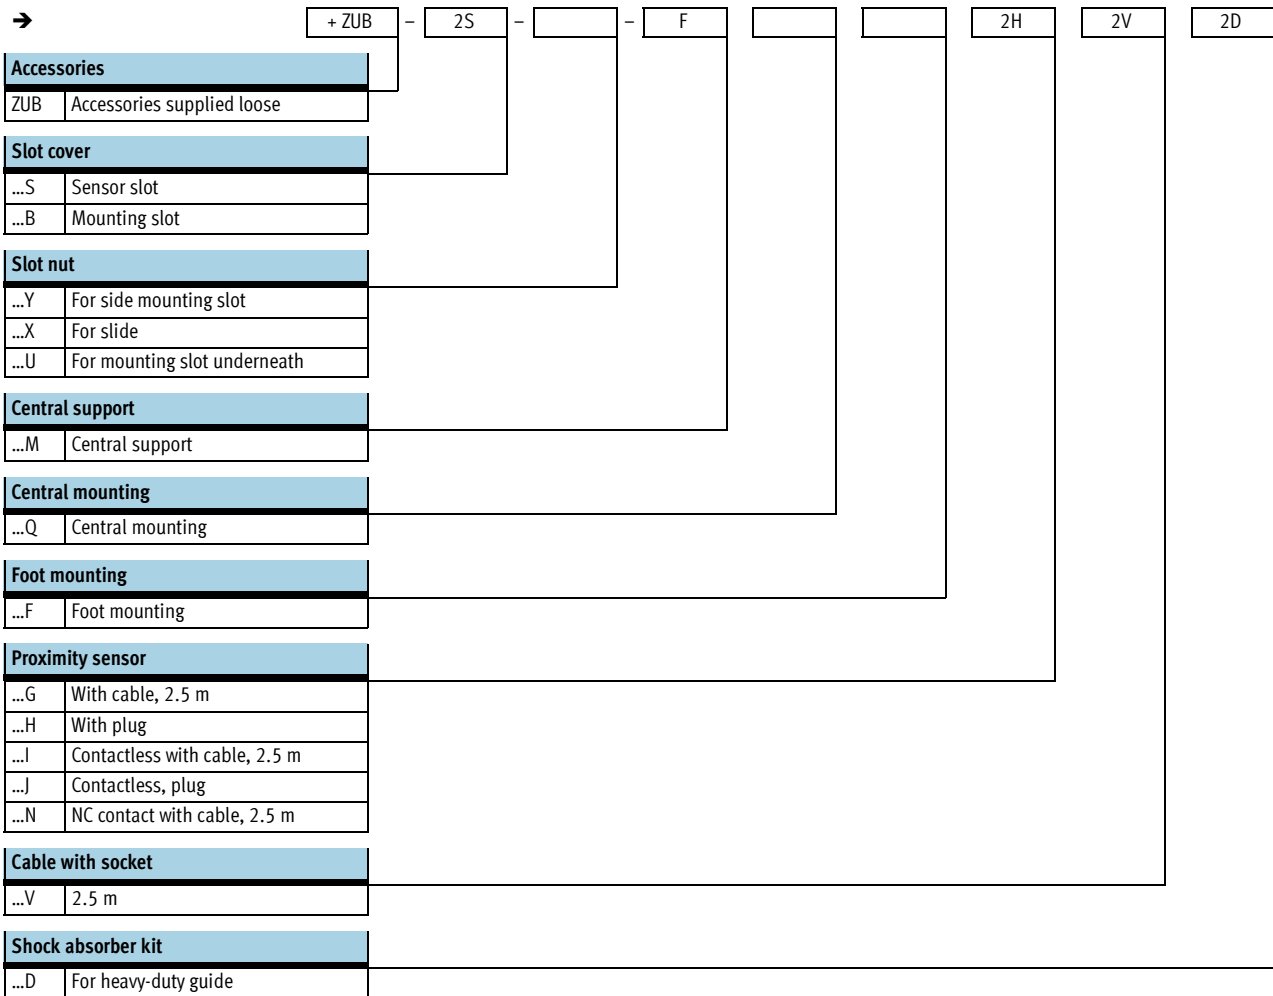 ➔ + ZUB – 2S – – F 2H 2V 2D
Accessories
ZUB Accessories supplied loose
Slot cover
...S Sensor slot
...B Mounting slot
Slot nut
...Y For side mounting slot
...X For slide
...U For mounting slot underneath
Central support
...M Central support
Central mounting
...Q Central mounting
Foot mounting
...F Foot mounting
Proximity sensor
...G With cable, 2.5 m
...H With plug
...I Contactless with cable, 2.5 m
...J Contactless, plug
...N NC contact with cable, 2.5 m
Cable with socket
...V 2.5 m
Shock absorber kit
...D For heavy-duty guide